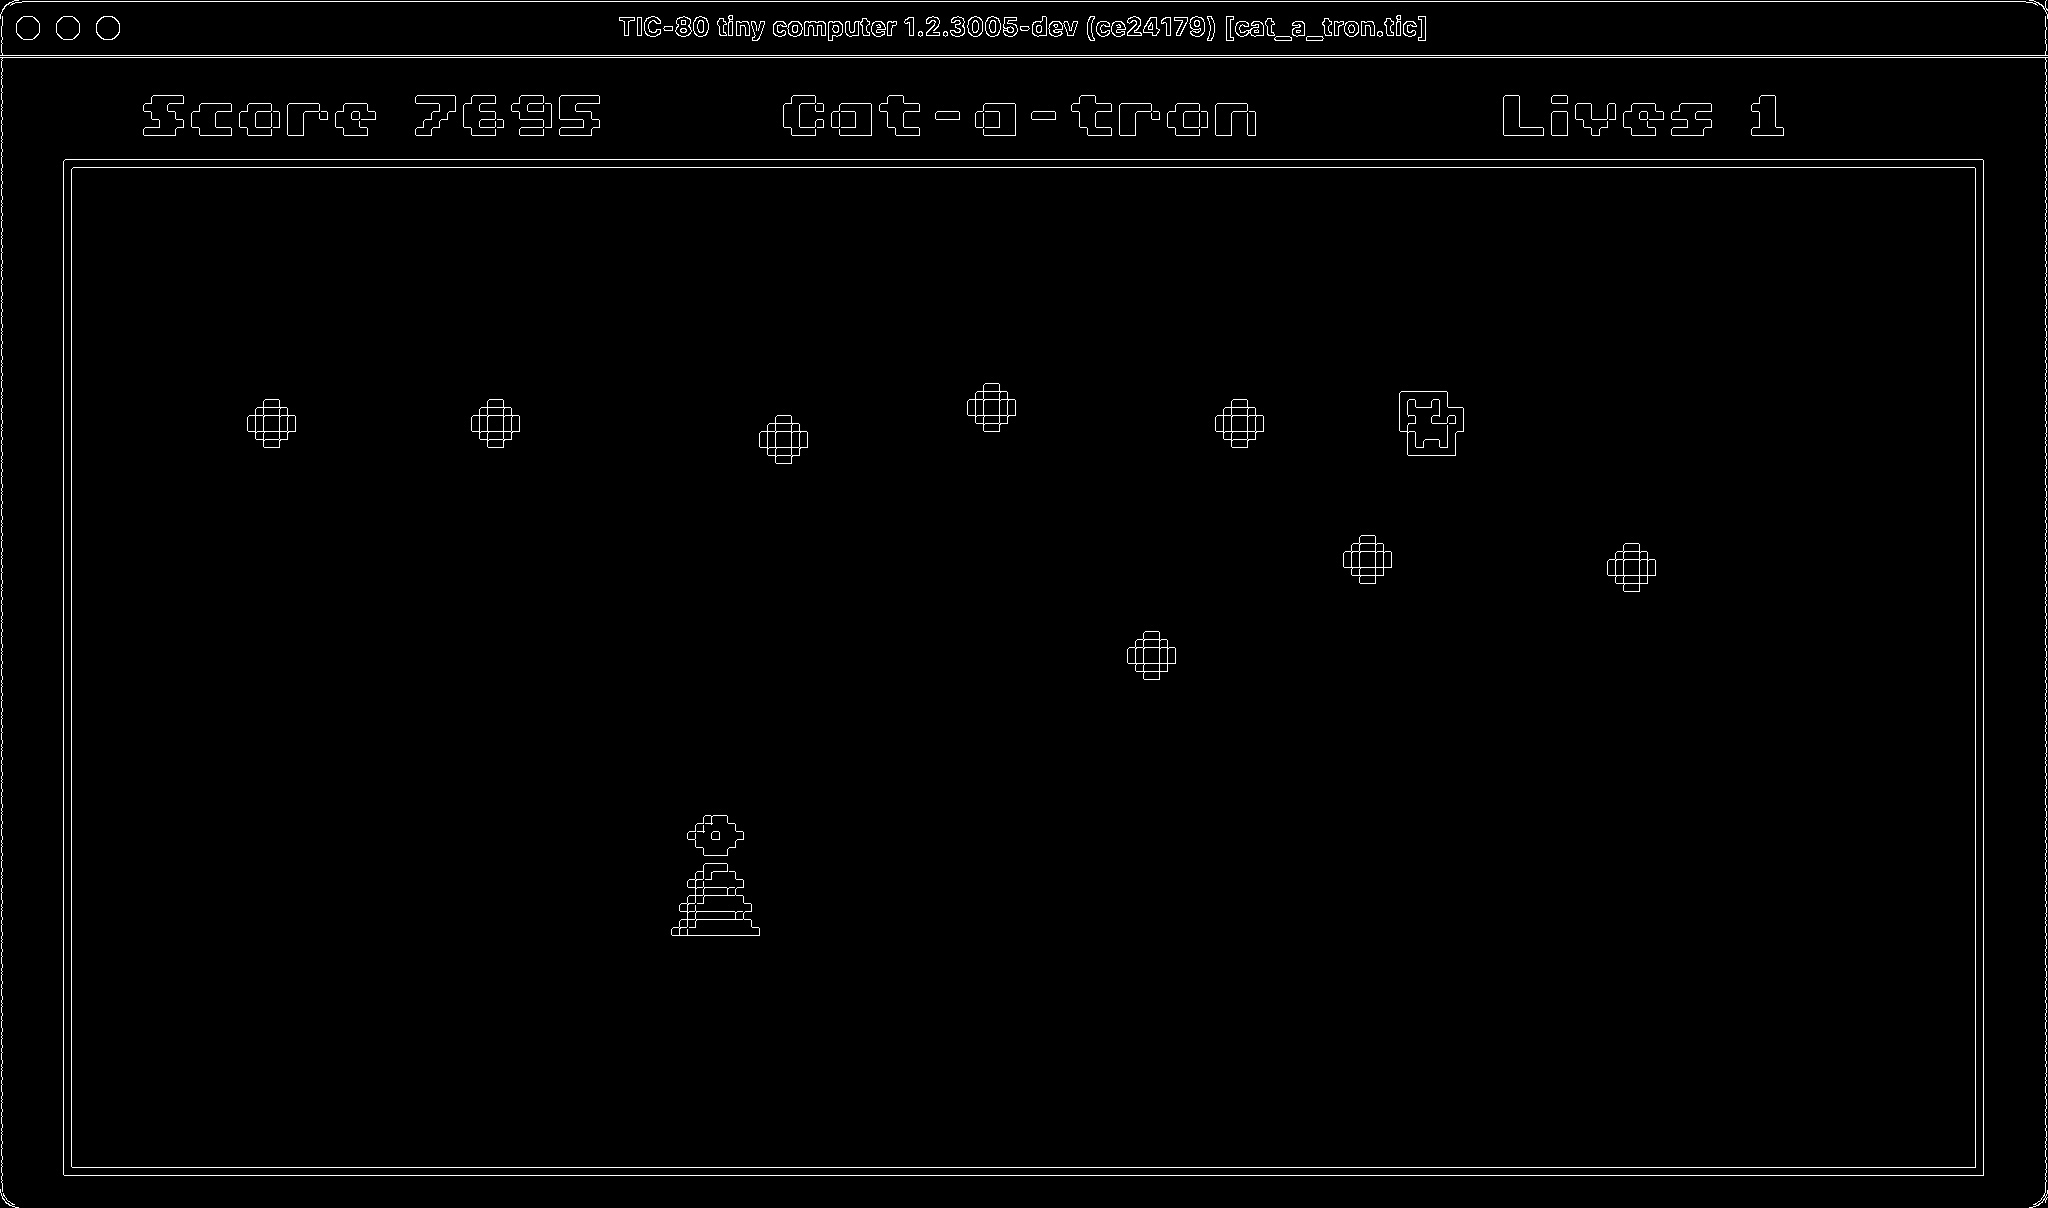 TIC-80 tiny computer 1.2.3005-dev (ce24179) [cat_a_tron.tic]
Score 7695 Cat-a-tron Lives 1